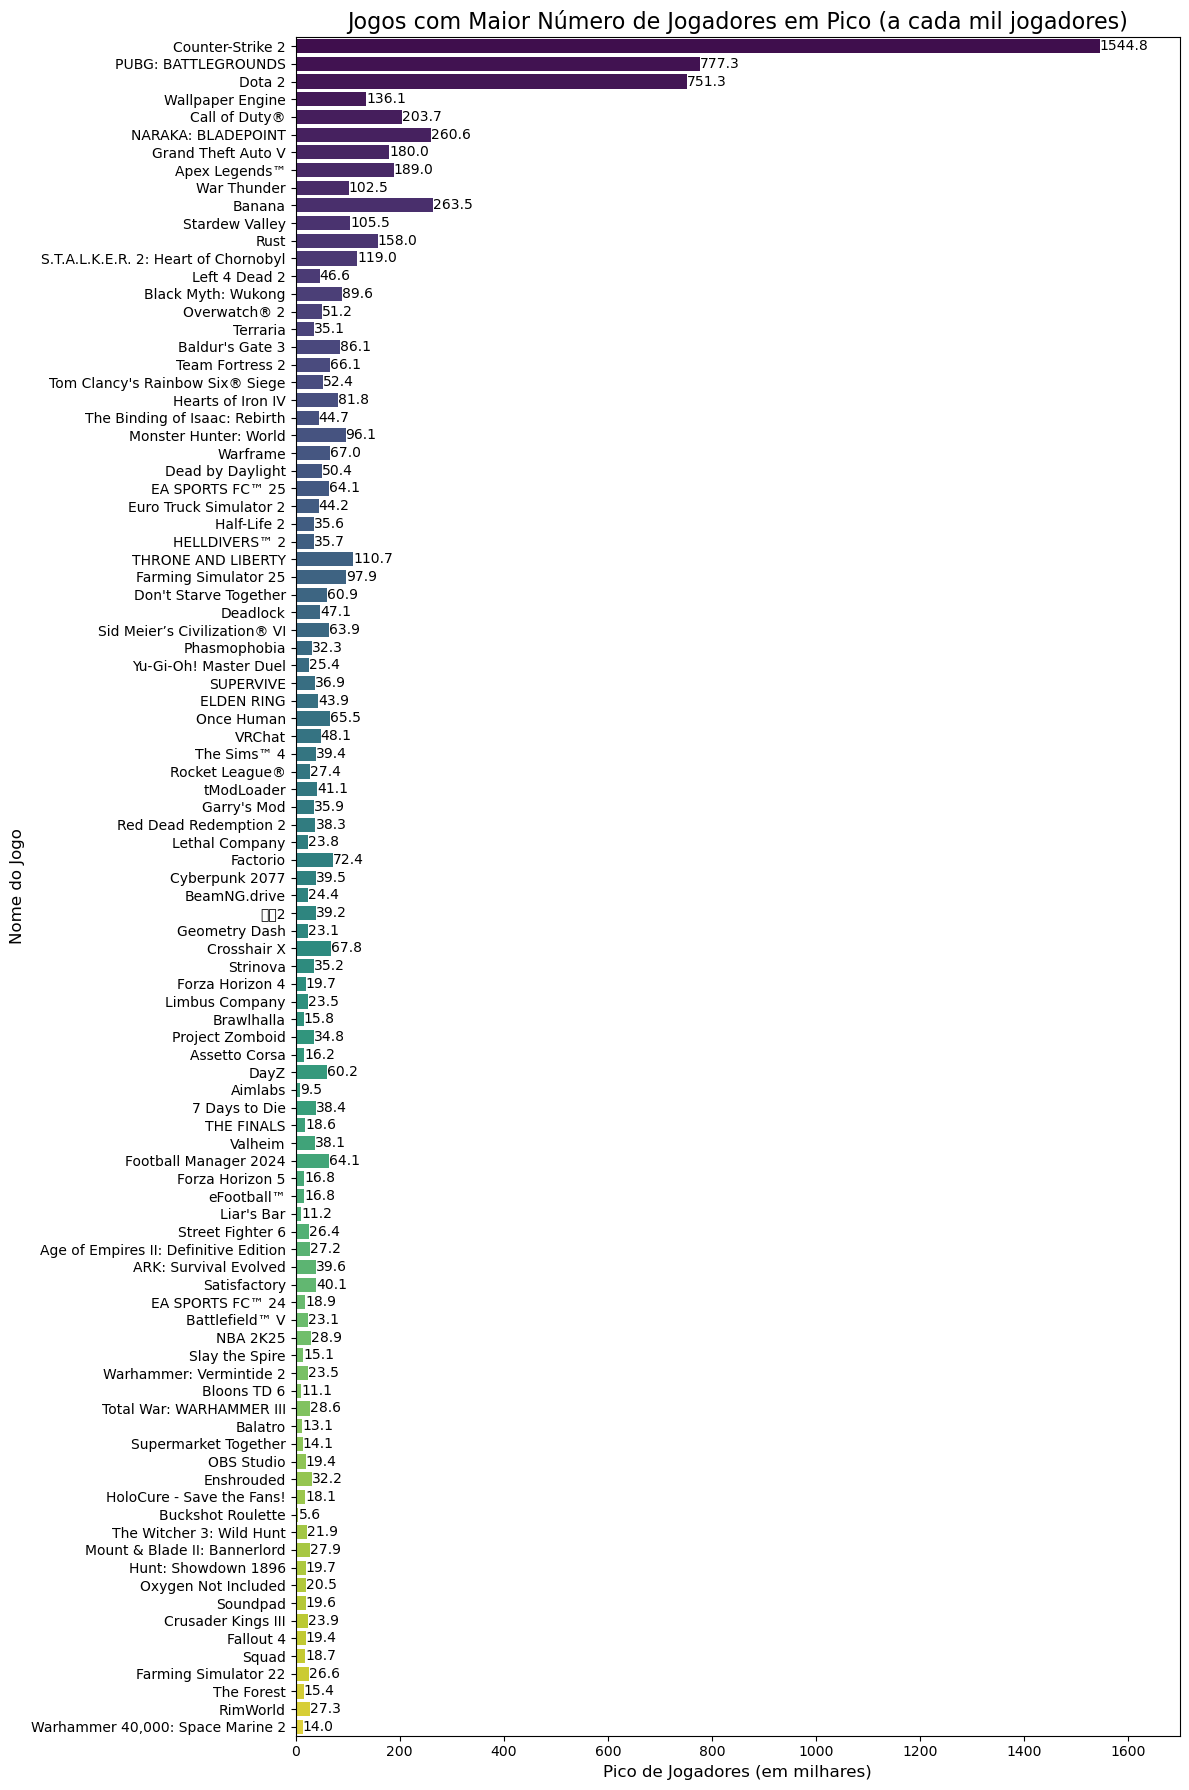 Jogos com Maior Número de Jogadores em Pico (a cada mil jogadores)
Counter-Strike 2 1544.8
PUBG: BATTLEGROUNDS 777.3
Dota 2 751.3
Wallpaper Engine 136.1
Call of Duty® 203.7
NARAKA: BLADEPOINT 260.6
Grand Theft Auto V 180.0
Apex Legends™ 189.0
War Thunder 102.5
Banana 263.5
Stardew Valley 105.5
Rust 158.0
S.T.A.L.K.E.R. 2: Heart of Chornobyl 119.0
Left 4 Dead 2 46.6
Black Myth: Wukong 89.6
Overwatch® 2 51.2
Terraria 35.1
Baldur's Gate 3 86.1
Team Fortress 2 66.1
Tom Clancy's Rainbow Six® Siege 52.4
Hearts of Iron IV 81.8
The Binding of Isaac: Rebirth 44.7
Monster Hunter: World 96.1
Warframe 67.0
Dead by Daylight 50.4
EA SPORTS FC™ 25 64.1
Euro Truck Simulator 2 44.2
Half-Life 2 35.6
HELLDIVERS™ 2 35.7
THRONE AND LIBERTY 110.7
Farming Simulator 25 97.9
Don't Starve Together 60.9
Deadlock 47.1
Sid Meier’s Civilization® VI 63.9
Phasmophobia 32.3
Yu-Gi-Oh! Master Duel 25.4
SUPERVIVE 36.9
ELDEN RING 43.9
Once Human 65.5
VRChat 48.1
The Sims™ 4 39.4
Rocket League® 27.4
tModLoader 41.1
Garry's Mod 35.9
Red Dead Redemption 2 38.3
Lethal Company 23.8
Factorio 72.4
Cyberpunk 2077 39.5
BeamNG.drive 24.4
2 39.2
Geometry Dash 23.1
Crosshair X 67.8
Strinova 35.2
Forza Horizon 4 19.7
Limbus Company 23.5
Brawlhalla 15.8
Project Zomboid 34.8
Assetto Corsa 16.2
DayZ 60.2
Aimlabs 9.5
7 Days to Die 38.4
THE FINALS 18.6
Valheim 38.1
Football Manager 2024 64.1
Forza Horizon 5 16.8
eFootball™ 16.8
Liar's Bar 11.2
Street Fighter 6 26.4
Age of Empires II: Definitive Edition 27.2
ARK: Survival Evolved 39.6
Satisfactory 40.1
EA SPORTS FC™ 24 18.9
Battlefield™ V 23.1
NBA 2K25 28.9
Slay the Spire 15.1
Warhammer: Vermintide 2 23.5
Bloons TD 6 11.1
Total War: WARHAMMER III 28.6
Balatro 13.1
Supermarket Together 14.1
OBS Studio 19.4
Enshrouded 32.2
HoloCure - Save the Fans! 18.1
Buckshot Roulette 5.6
The Witcher 3: Wild Hunt 21.9
Mount & Blade II: Bannerlord 27.9
Hunt: Showdown 1896 19.7
Oxygen Not Included 20.5
Soundpad 19.6
Crusader Kings III 23.9
Fallout 4 19.4
Squad 18.7
Farming Simulator 22 26.6
The Forest 15.4
RimWorld 27.3
Warhammer 40,000: Space Marine 2 14.0
0 200 400 600 800 1000 1200 1400 1600
Pico de Jogadores (em milhares)
Nome do Jogo